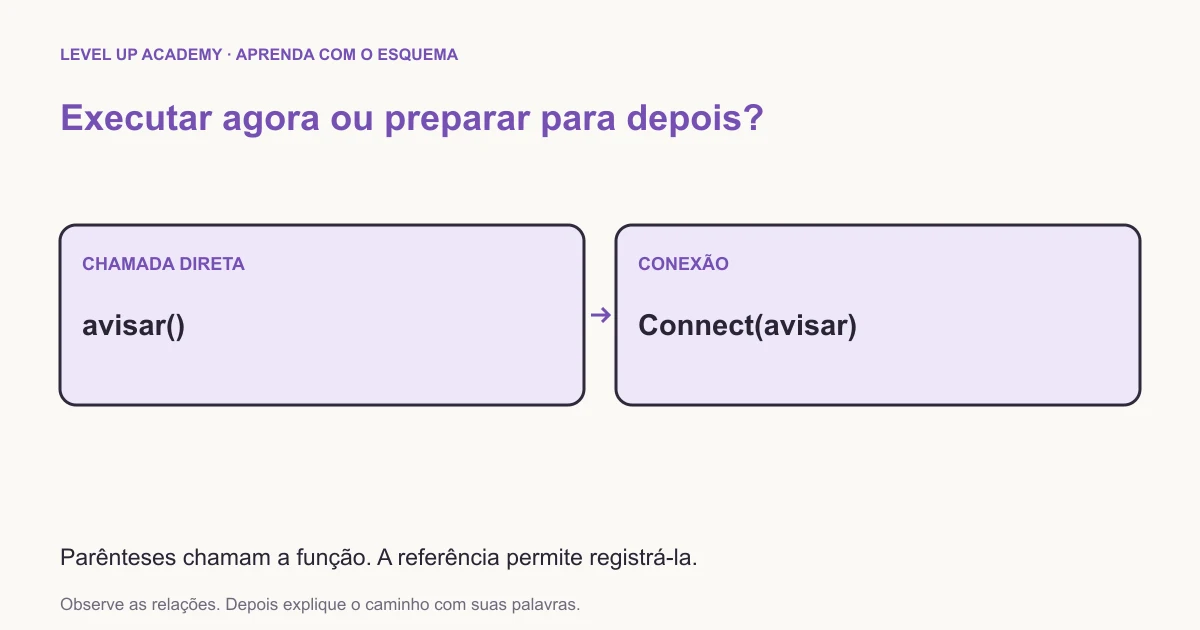 LEVEL UP ACADEMY · APRENDA COM O ESQUEMA
Executar agora ou preparar para depois?
CHAMADA DIRETA
avisar()
→
CONEXÃO
Connect(avisar)
Parênteses chamam a função. A referência permite registrá-la.
Observe as relações. Depois explique o caminho com suas palavras.